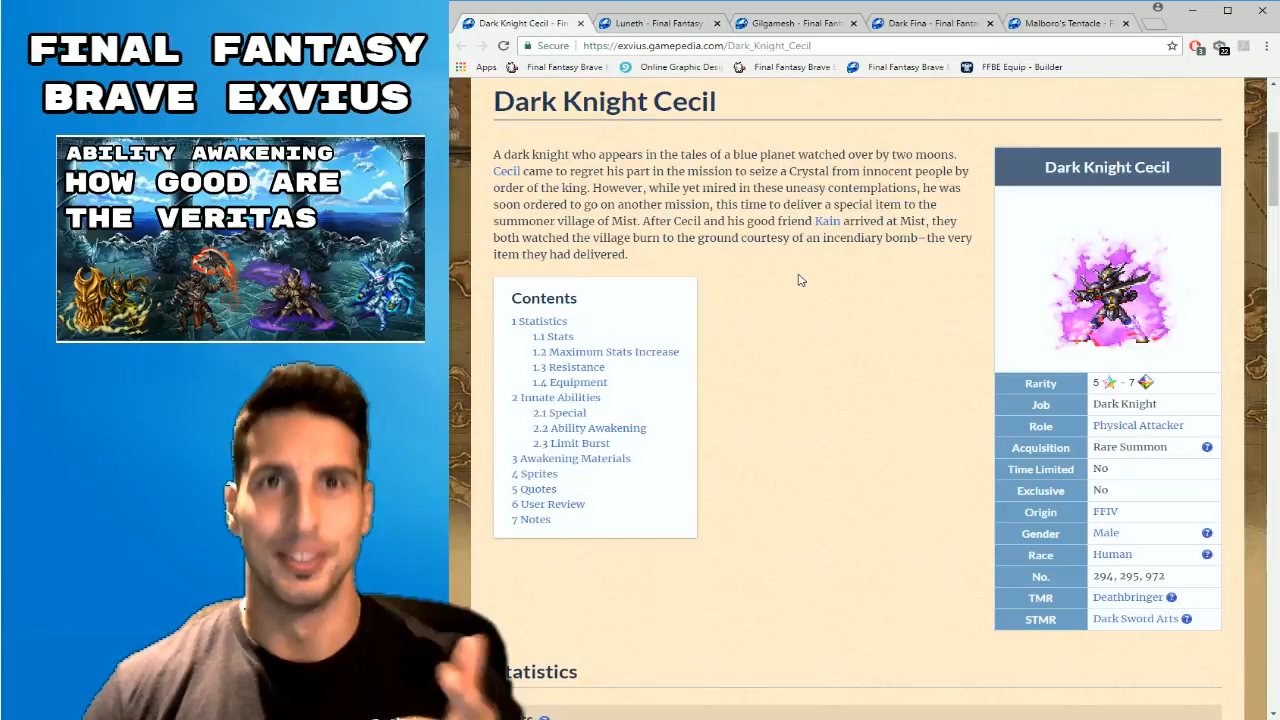 FINAL FANTASY
BRAVE EXVIUS
ABILITY AWAKENING
HOW GOOD ARE
THE VERITAS
Dark Knight Cecil - Fin
Luneth - Final Fantasy
Gilgamesh - Final Fant
Dark Fina - Final Fanta
Malboro's Tentacle - F
Secure
https://exvius.gamepedia.com/Dark_Knight_Cecil
Apps
Final Fantasy Brave E
Online Graphic Desi
Final Fantasy Brave
Final Fantasy Brave E
FFBE Equip - Builder
Dark Knight Cecil
A dark knight who appears in the tales of a blue planet watched over by two moons.
Cecil came to regret his part in the mission to seize a Crystal from innocent people by
order of the king. However, while yet mired in these uneasy contemplations, he was
soon ordered to go on another mission, this time to deliver a special item to the
summoner village of Mist. After Cecil and his good friend Kain arrived at Mist, they
both watched the village burn to the ground courtesy of an incendiary bomb–the very
item they had delivered.
Contents
1 Statistics
1.1 Stats
1.2 Maximum Stats Increase
1.3 Resistance
1.4 Equipment
2 Innate Abilities
2.1 Special
2.2 Ability Awakening
2.3 Limit Burst
3 Awakening Materials
4 Sprites
5 Quotes
6 User Review
7 Notes
Dark Knight Cecil
Rarity 5 - 7
Job Dark Knight
Role Physical Attacker
Acquisition Rare Summon
Time Limited No
Exclusive No
Origin FFIV
Gender Male
Race Human
No. 294, 295, 972
TMR Deathbringer
STMR Dark Sword Arts
tatistics